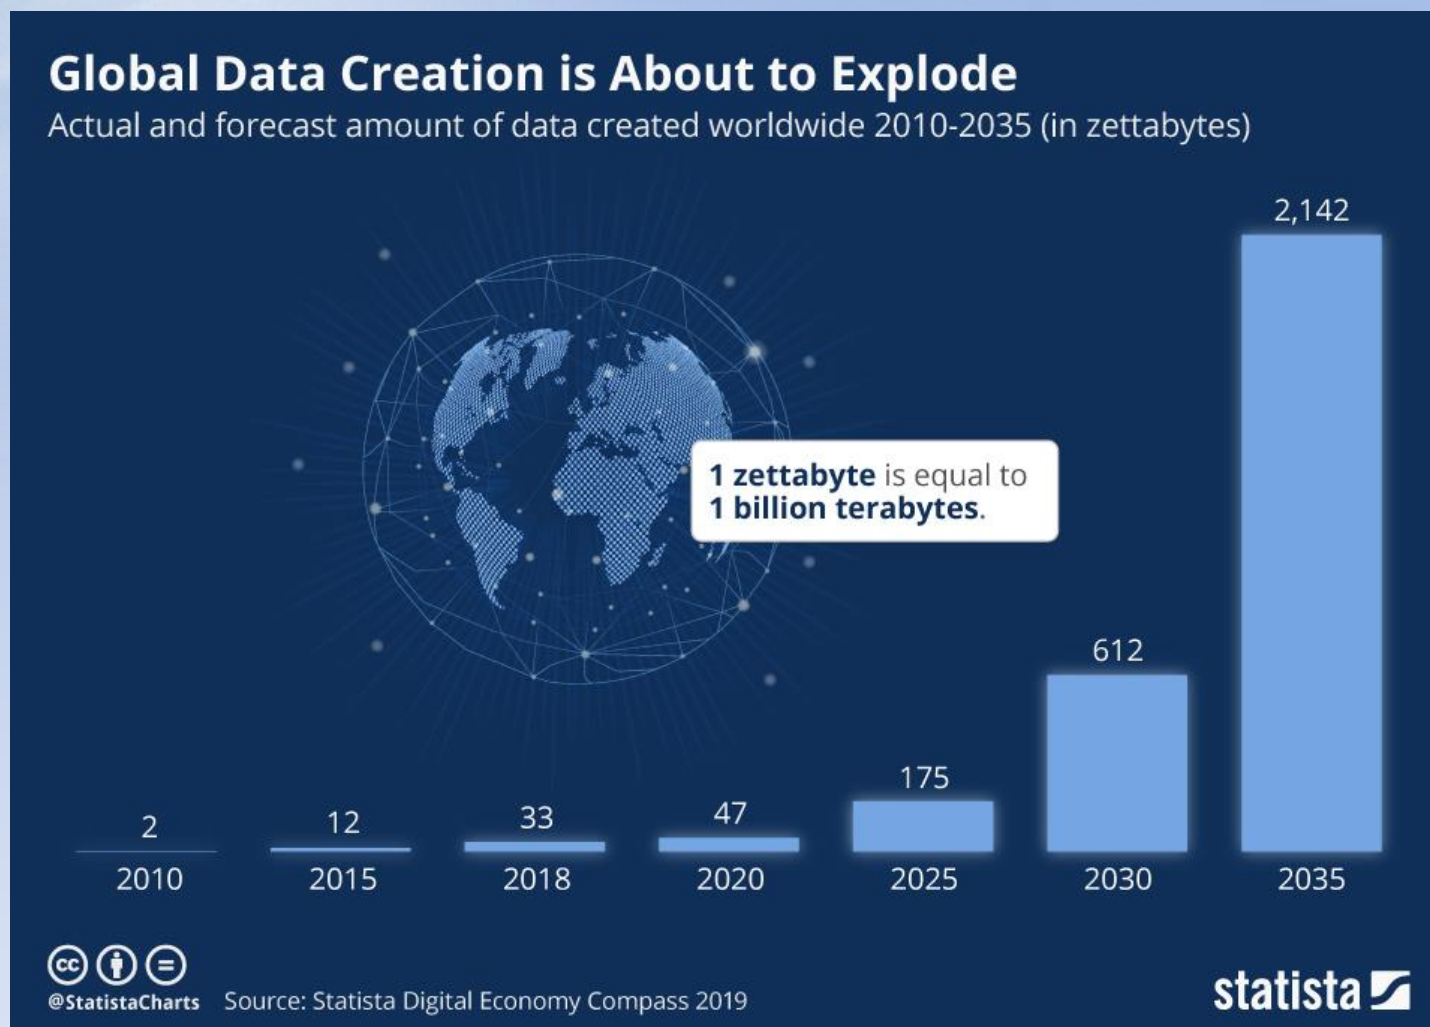 Global Data Creation is About to Explode
Actual and forecast amount of data created worldwide 2010-2035 (in zettabytes)
2,142
1 zettabyte is equal to
1 billion terabytes.
612
175
47
33
12
2
2010 2015 2018 2020 2025 2030 2035
cc
@StatistaCharts Source: Statista Digital Economy Compass 2019
statista